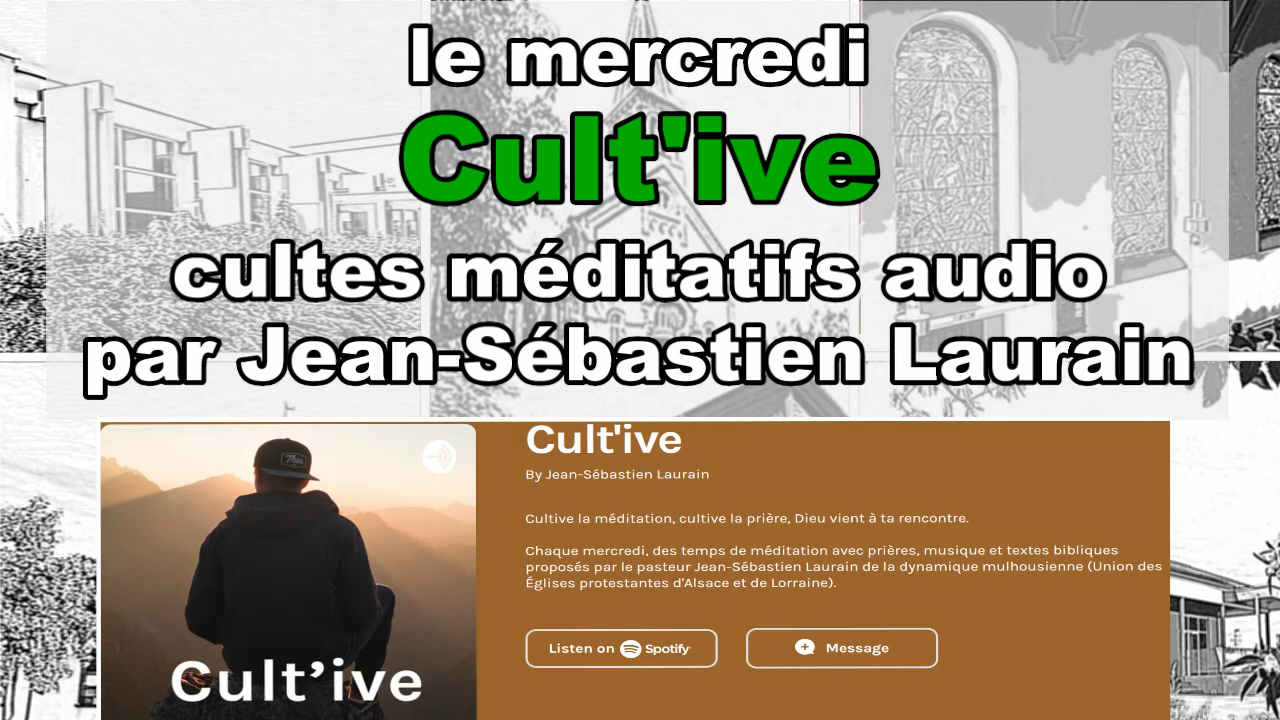 le mercredi
Cult'ive
cultes méditatifs audio
par Jean-Sébastien Laurain
Cult'ive
By Jean-Sébastien Laurain
Cultive la méditation, cultive la prière, Dieu vient à ta rencontre.
Chaque mercredi, des temps de méditation avec prières, musique et textes bibliques
proposés par le pasteur Jean-Sébastien Laurain de la dynamique mulhousienne (Union des
Églises protestantes d'Alsace et de Lorraine).
Listen on Spotify
Message
Cult’ive